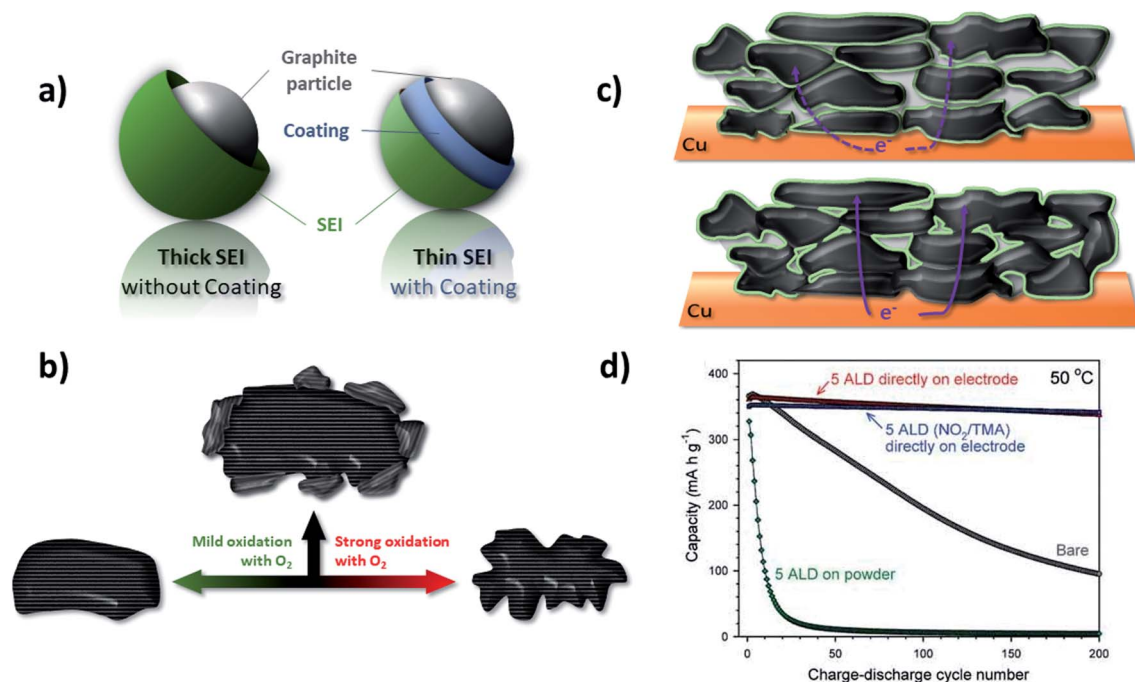 a)
Graphite
particle
Coating
SEI
Thick SEI
without Coating
Thin SEI
with Coating
b)
Mild oxidation
with O₂
Strong oxidation
with O₂
c)
Cu
e⁻
Cu
e⁻
d)
50 °C
5 ALD directly on electrode
5 ALD (NO₂/TMA)
directly on electrode
Bare
5 ALD on powder
Capacity (mA h g⁻¹)
400
300
200
100
0
0
50
100
150
200
Charge-discharge cycle number